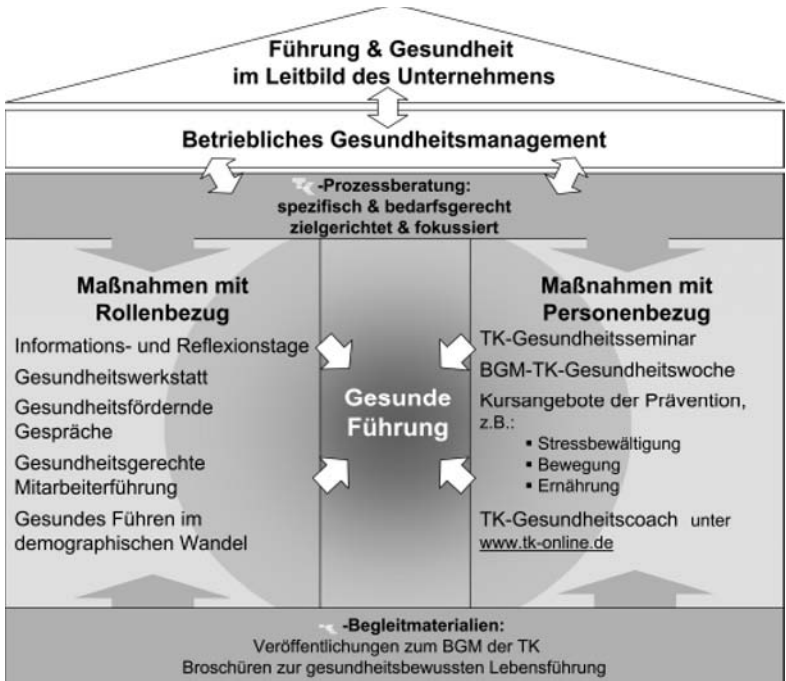 Führung & Gesundheit
im Leitbild des Unternehmens
Betriebliches Gesundheitsmanagement
TK-Prozessberatung:
spezifisch & bedarfsgerecht
zielgerichtet & fokussiert
Maßnahmen mit
Rollenbezug
Informations- und Reflexionstage
Gesundheitswerkstatt
Gesundheitsfördernde
Gespräche
Gesundheitsgerechte
Mitarbeiterführung
Gesundes Führen im
demographischen Wandel
Gesunde
Führung
Maßnahmen mit
Personenbezug
TK-Gesundheitsseminar
BGM-TK-Gesundheitswoche
Kursangebote der Prävention,
z.B.:
▪ Stressbewältigung
▪ Bewegung
▪ Ernährung
TK-Gesundheitscoach unter
www.tk-online.de
-Begleitmaterialien:
Veröffentlichungen zum BGM der TK
Broschüren zur gesundheitsbewussten Lebensführung